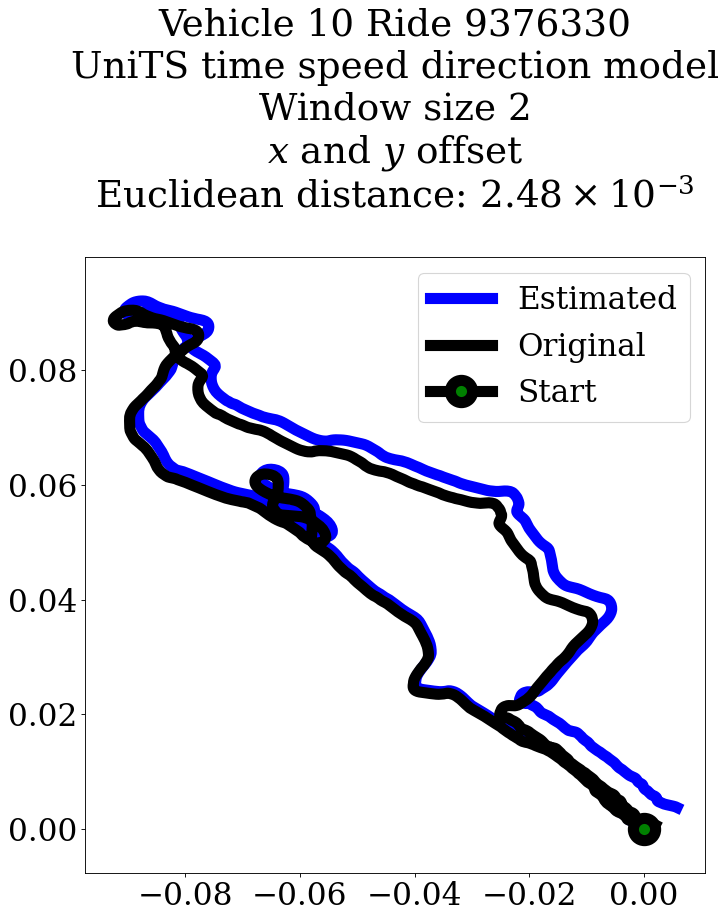 Vehicle 10 Ride 9376330
UniTS time speed direction model
Window size 2
x and y offset
Euclidean distance: 2.48 × 10⁻³
Estimated
Original
Start
0.08
0.06
0.04
0.02
0.00
−0.08 −0.06 −0.04 −0.02 0.00